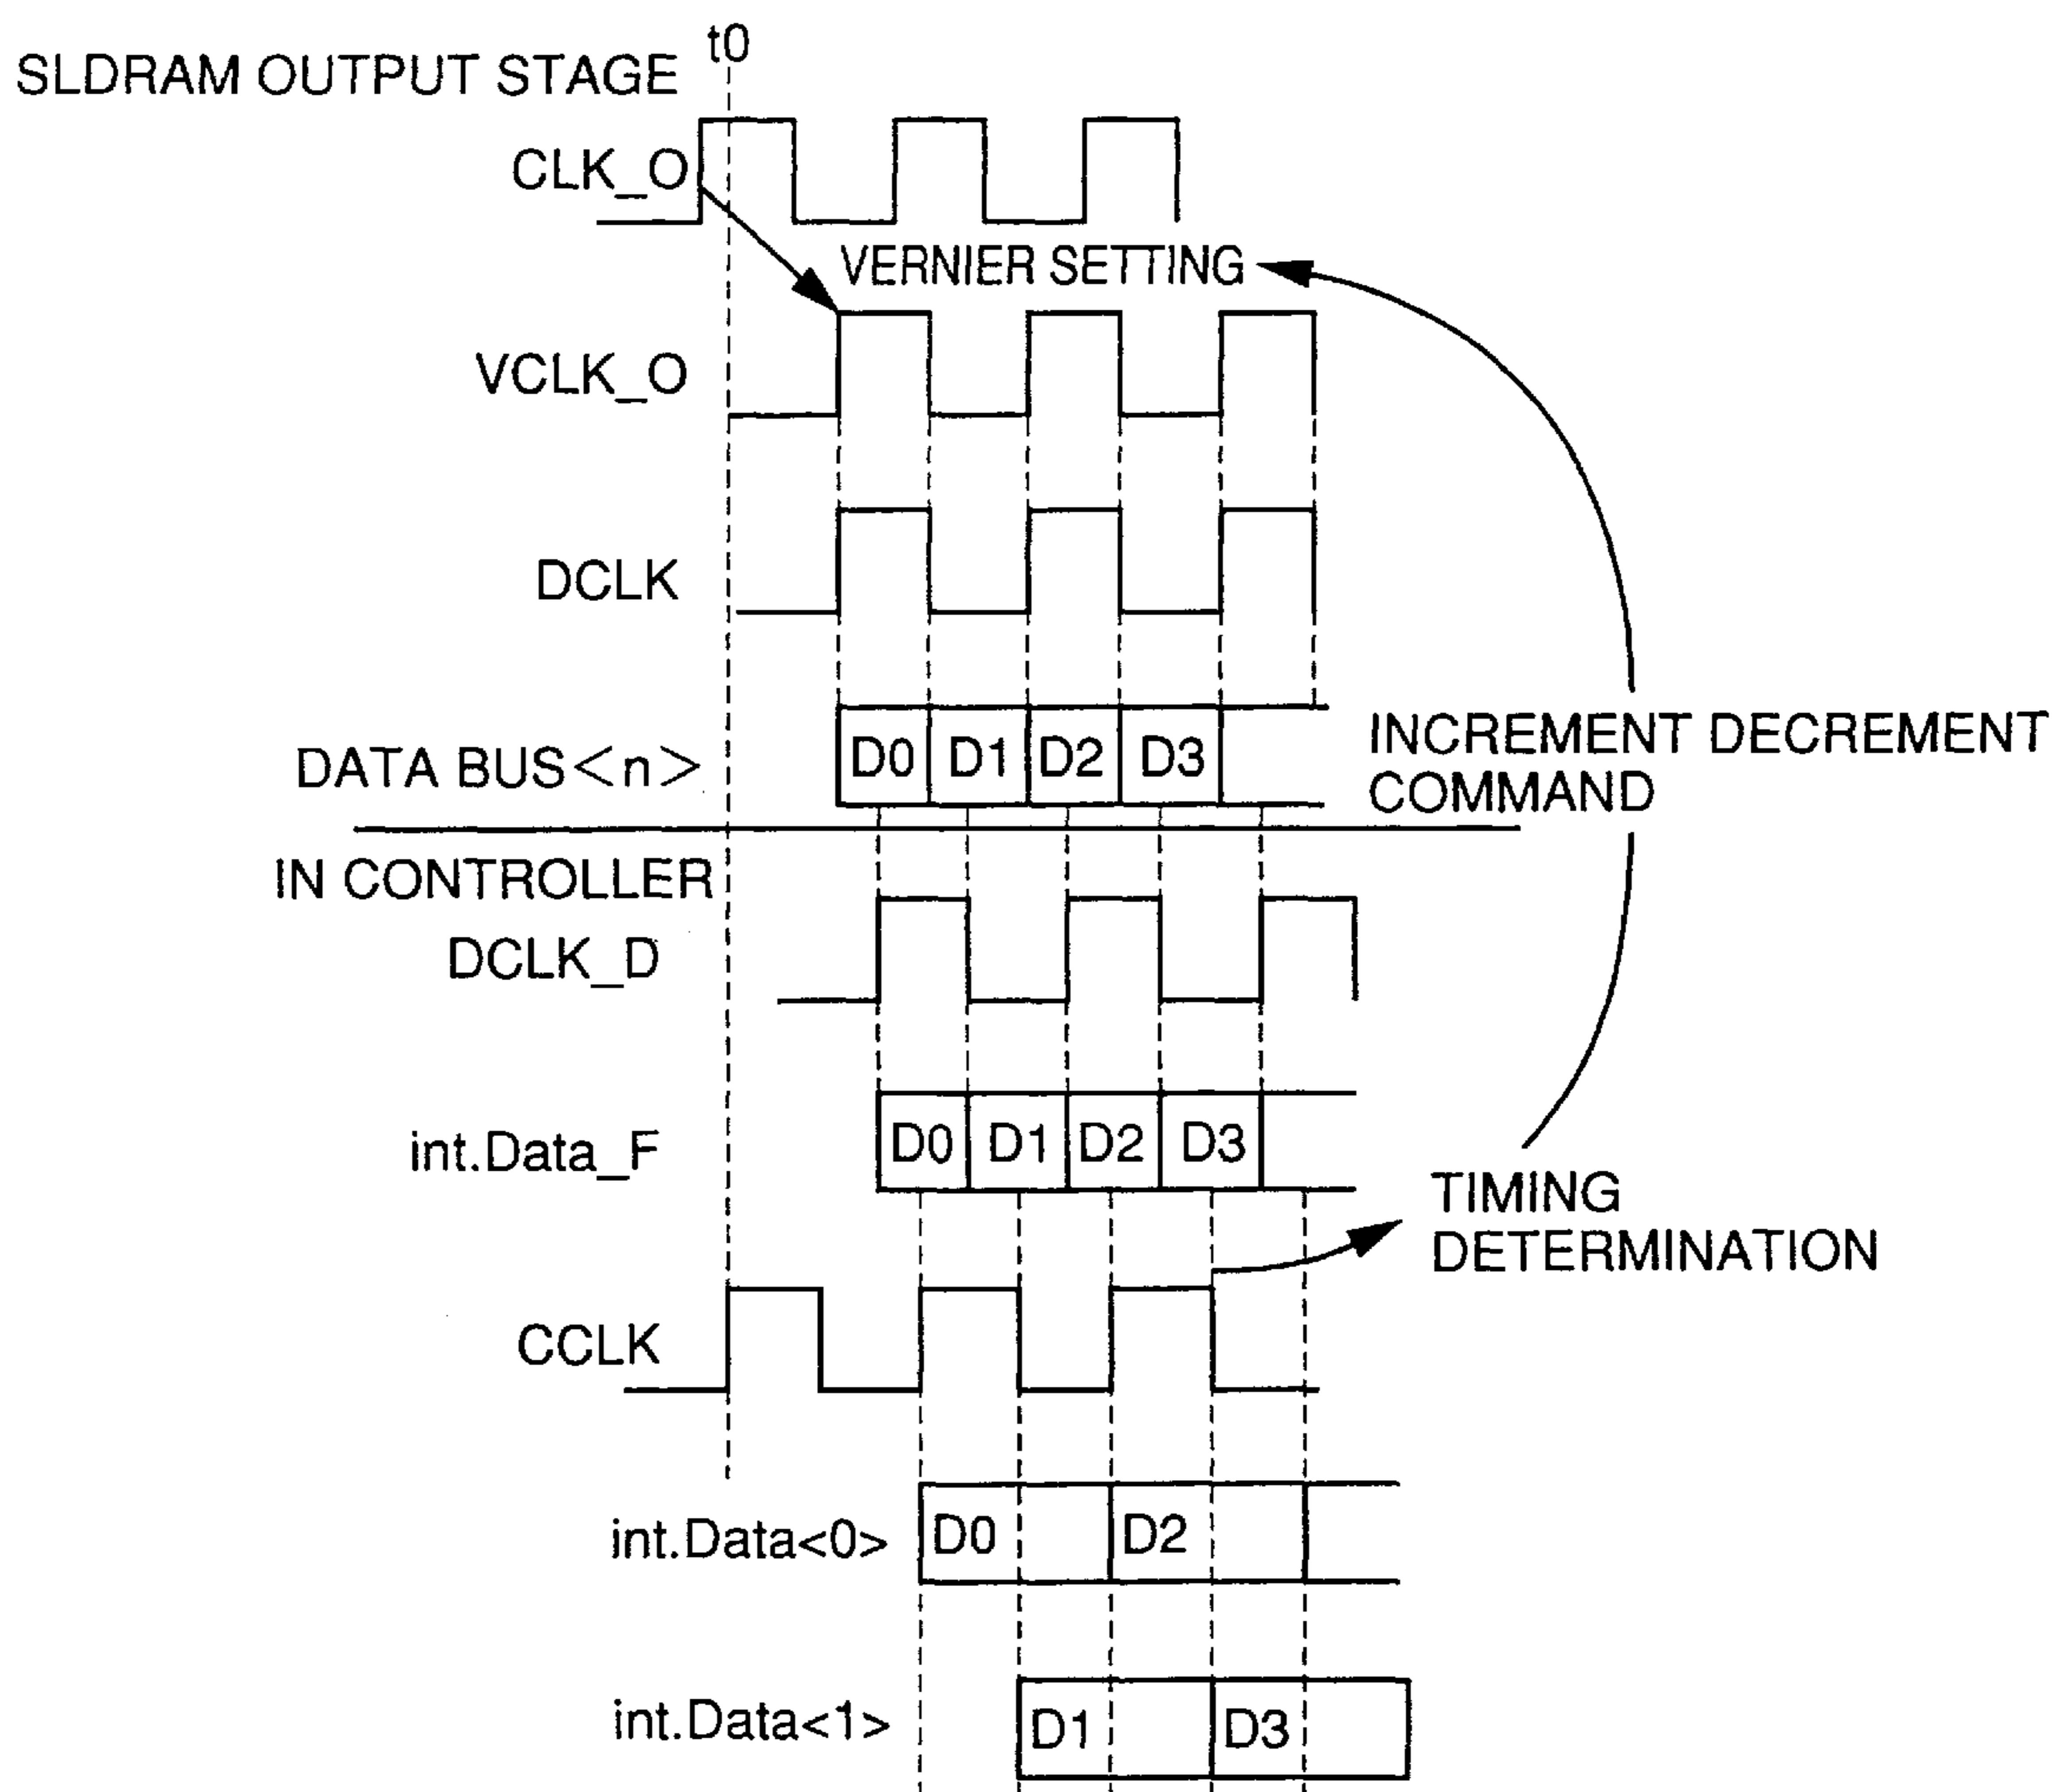 t0
SLDRAM OUTPUT STAGE
CLK_O
VERNIER SETTING
VCLK_O
DCLK
DATA BUS<n>
D0 D1 D2 D3
INCREMENT DECREMENT
COMMAND
IN CONTROLLER
DCLK_D
int.Data_F
D0 D1 D2 D3
TIMING
DETERMINATION
CCLK
int.Data<0>
D0 D2
int.Data<1>
D1 D3